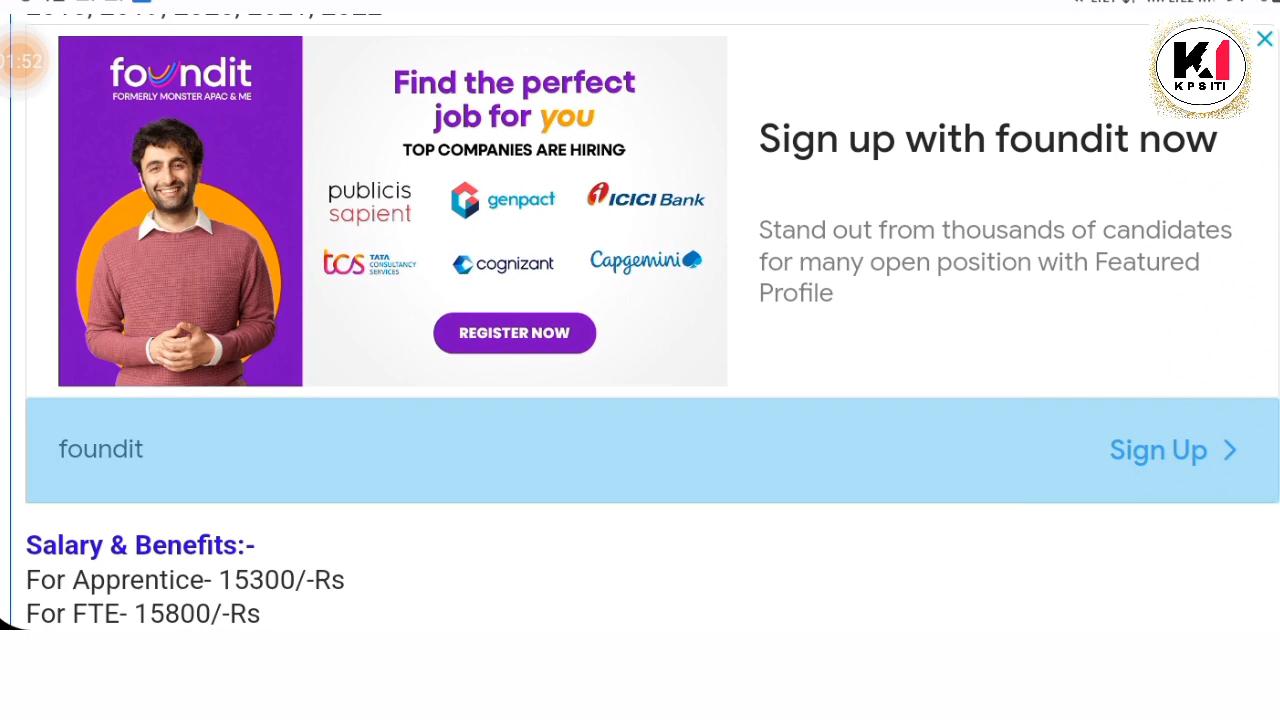 01:52
K1
KPSITI
foundit
FORMERLY MONSTER APAC & ME
Find the perfect
job for you
TOP COMPANIES ARE HIRING
publicis
sapient
genpact
ICICI Bank
tcs TATA
CONSULTANCY
SERVICES
cognizant
Capgemini
REGISTER NOW
Sign up with foundit now
Stand out from thousands of candidates
for many open position with Featured
Profile
foundit
Sign Up
Salary & Benefits:-
For Apprentice- 15300/-Rs
For FTE- 15800/-Rs